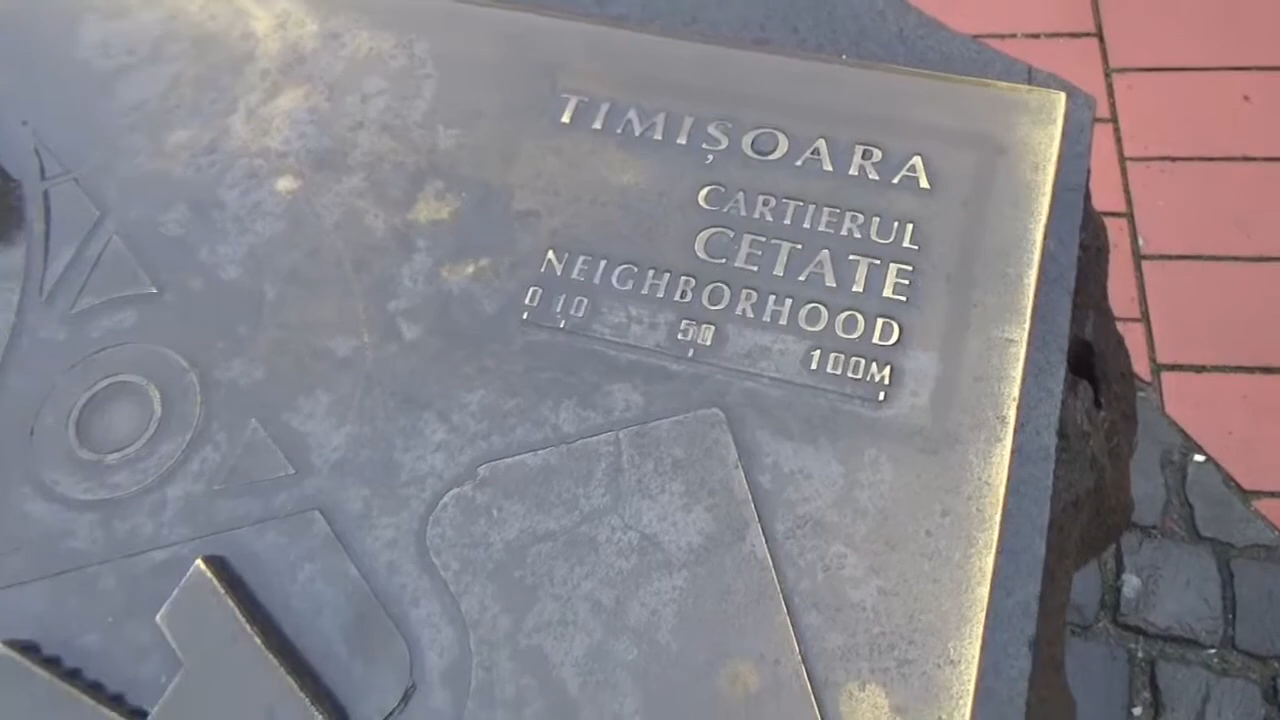 TIMIȘOARA
CARTIERUL
CETATE
NEIGHBORHOOD
0 10 50 100M